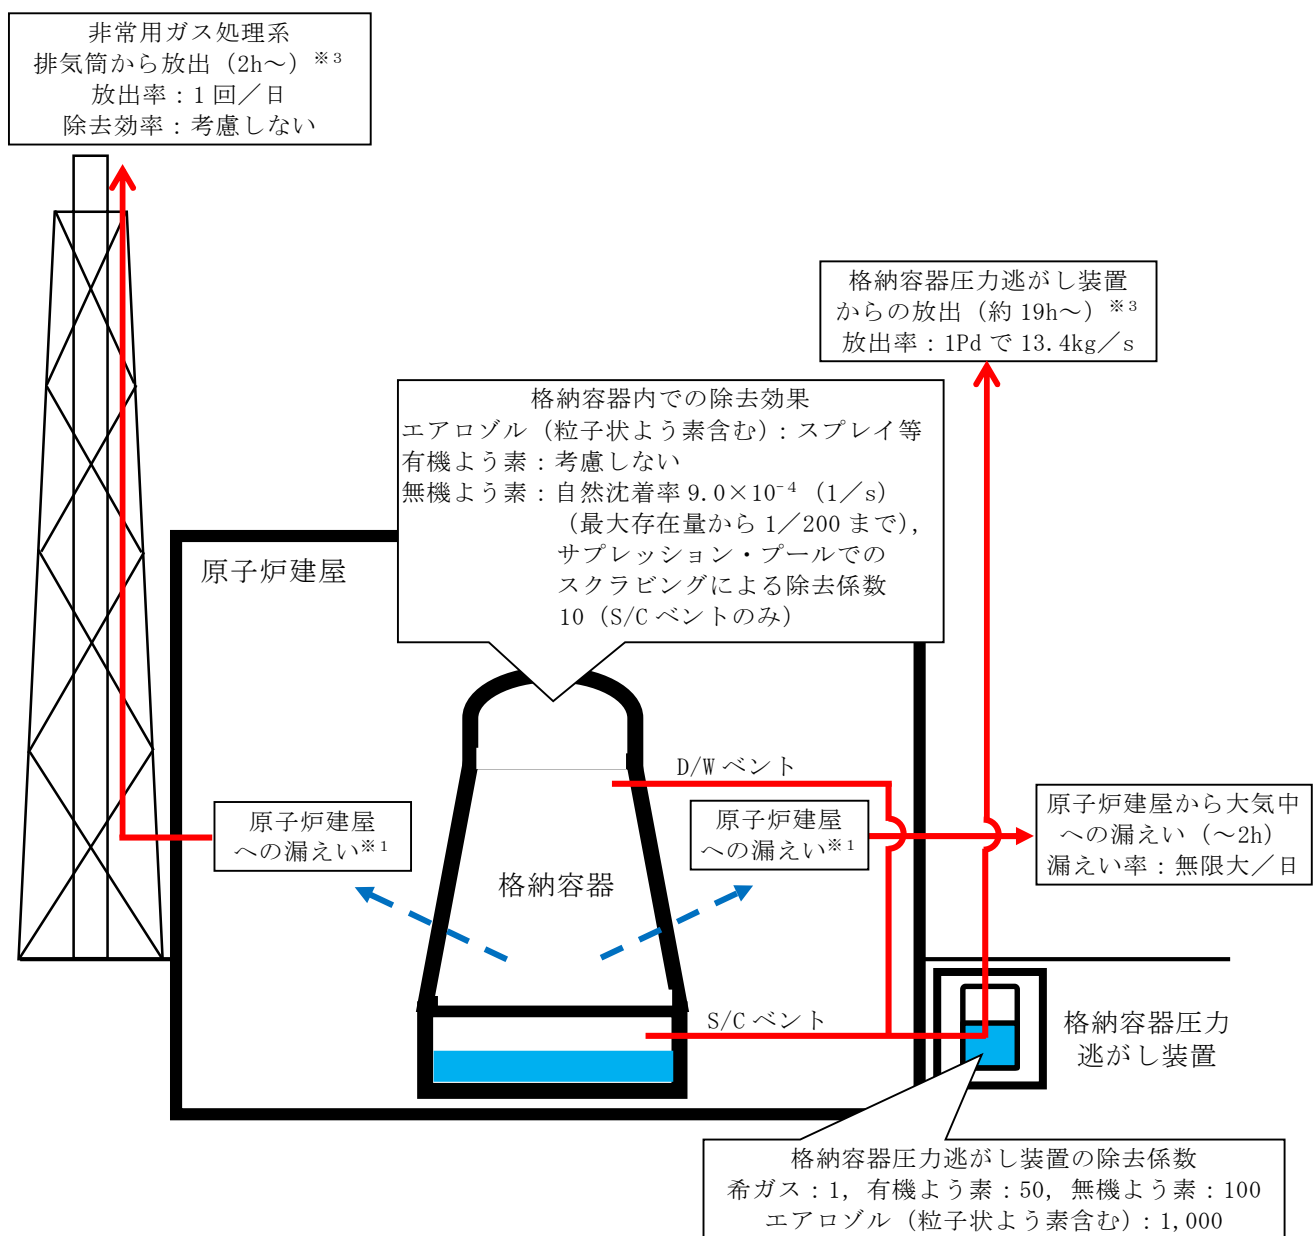 非常用ガス処理系
排気筒から放出（2h～）※3
放出率：1回／日
除去効率：考慮しない
格納容器圧力逃がし装置
からの放出（約19h～）※3
放出率：1Pdで13.4kg／s
格納容器内での除去効果
エアロゾル（粒子状よう素含む）：スプレイ等
有機よう素：考慮しない
無機よう素：自然沈着率9.0×10⁻⁴（1／s）
（最大存在量から1／200まで），
サプレッション・プールでの
スクラビングによる除去係数
10（S/Cベントのみ）
原子炉建屋
D/Wベント
原子炉建屋
への漏えい※1
原子炉建屋
への漏えい※1
原子炉建屋から大気中
への漏えい（～2h）
漏えい率：無限大／日
格納容器
S/Cベント
格納容器圧力
逃がし装置
格納容器圧力逃がし装置の除去係数
希ガス：1，有機よう素：50，無機よう素：100
エアロゾル（粒子状よう素含む）：1,000